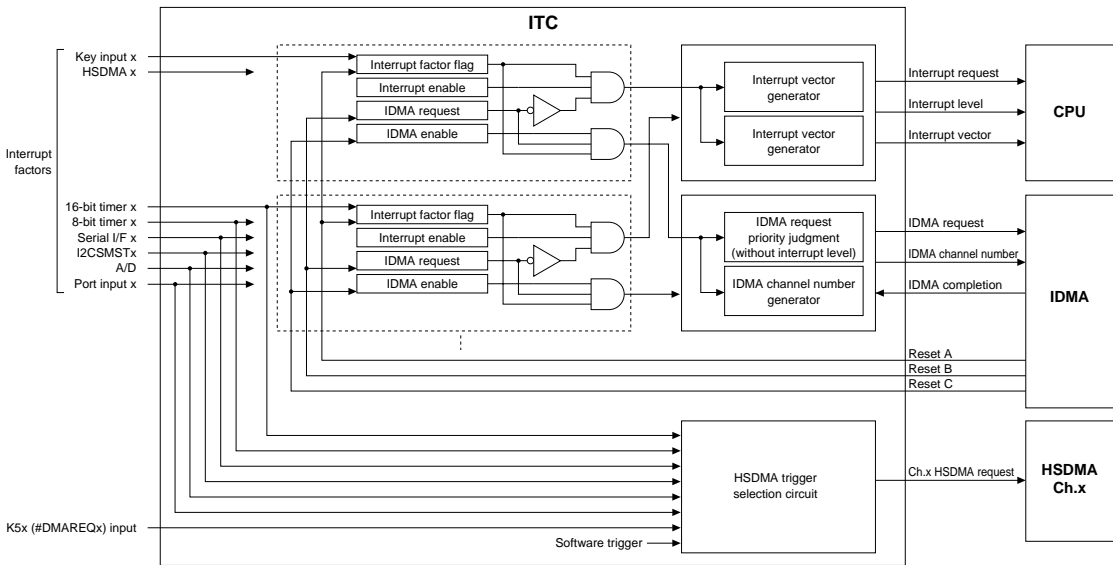 ITC
Key input x
HSDMA x
Interrupt
factors
16-bit timer x
8-bit timer x
Serial I/F x
I2CSMSTx
A/D
Port input x
K5x (#DMAREQx) input
Software trigger
Interrupt factor flag
Interrupt enable
IDMA request
IDMA enable
Interrupt factor flag
Interrupt enable
IDMA request
IDMA enable
Interrupt vector
generator
Interrupt vector
generator
IDMA request
priority judgment
(without interrupt level)
IDMA channel number
generator
HSDMA trigger
selection circuit
Interrupt request
Interrupt level
Interrupt vector
IDMA request
IDMA channel number
IDMA completion
Reset A
Reset B
Reset C
Ch.x HSDMA request
CPU
IDMA
HSDMA
Ch.x